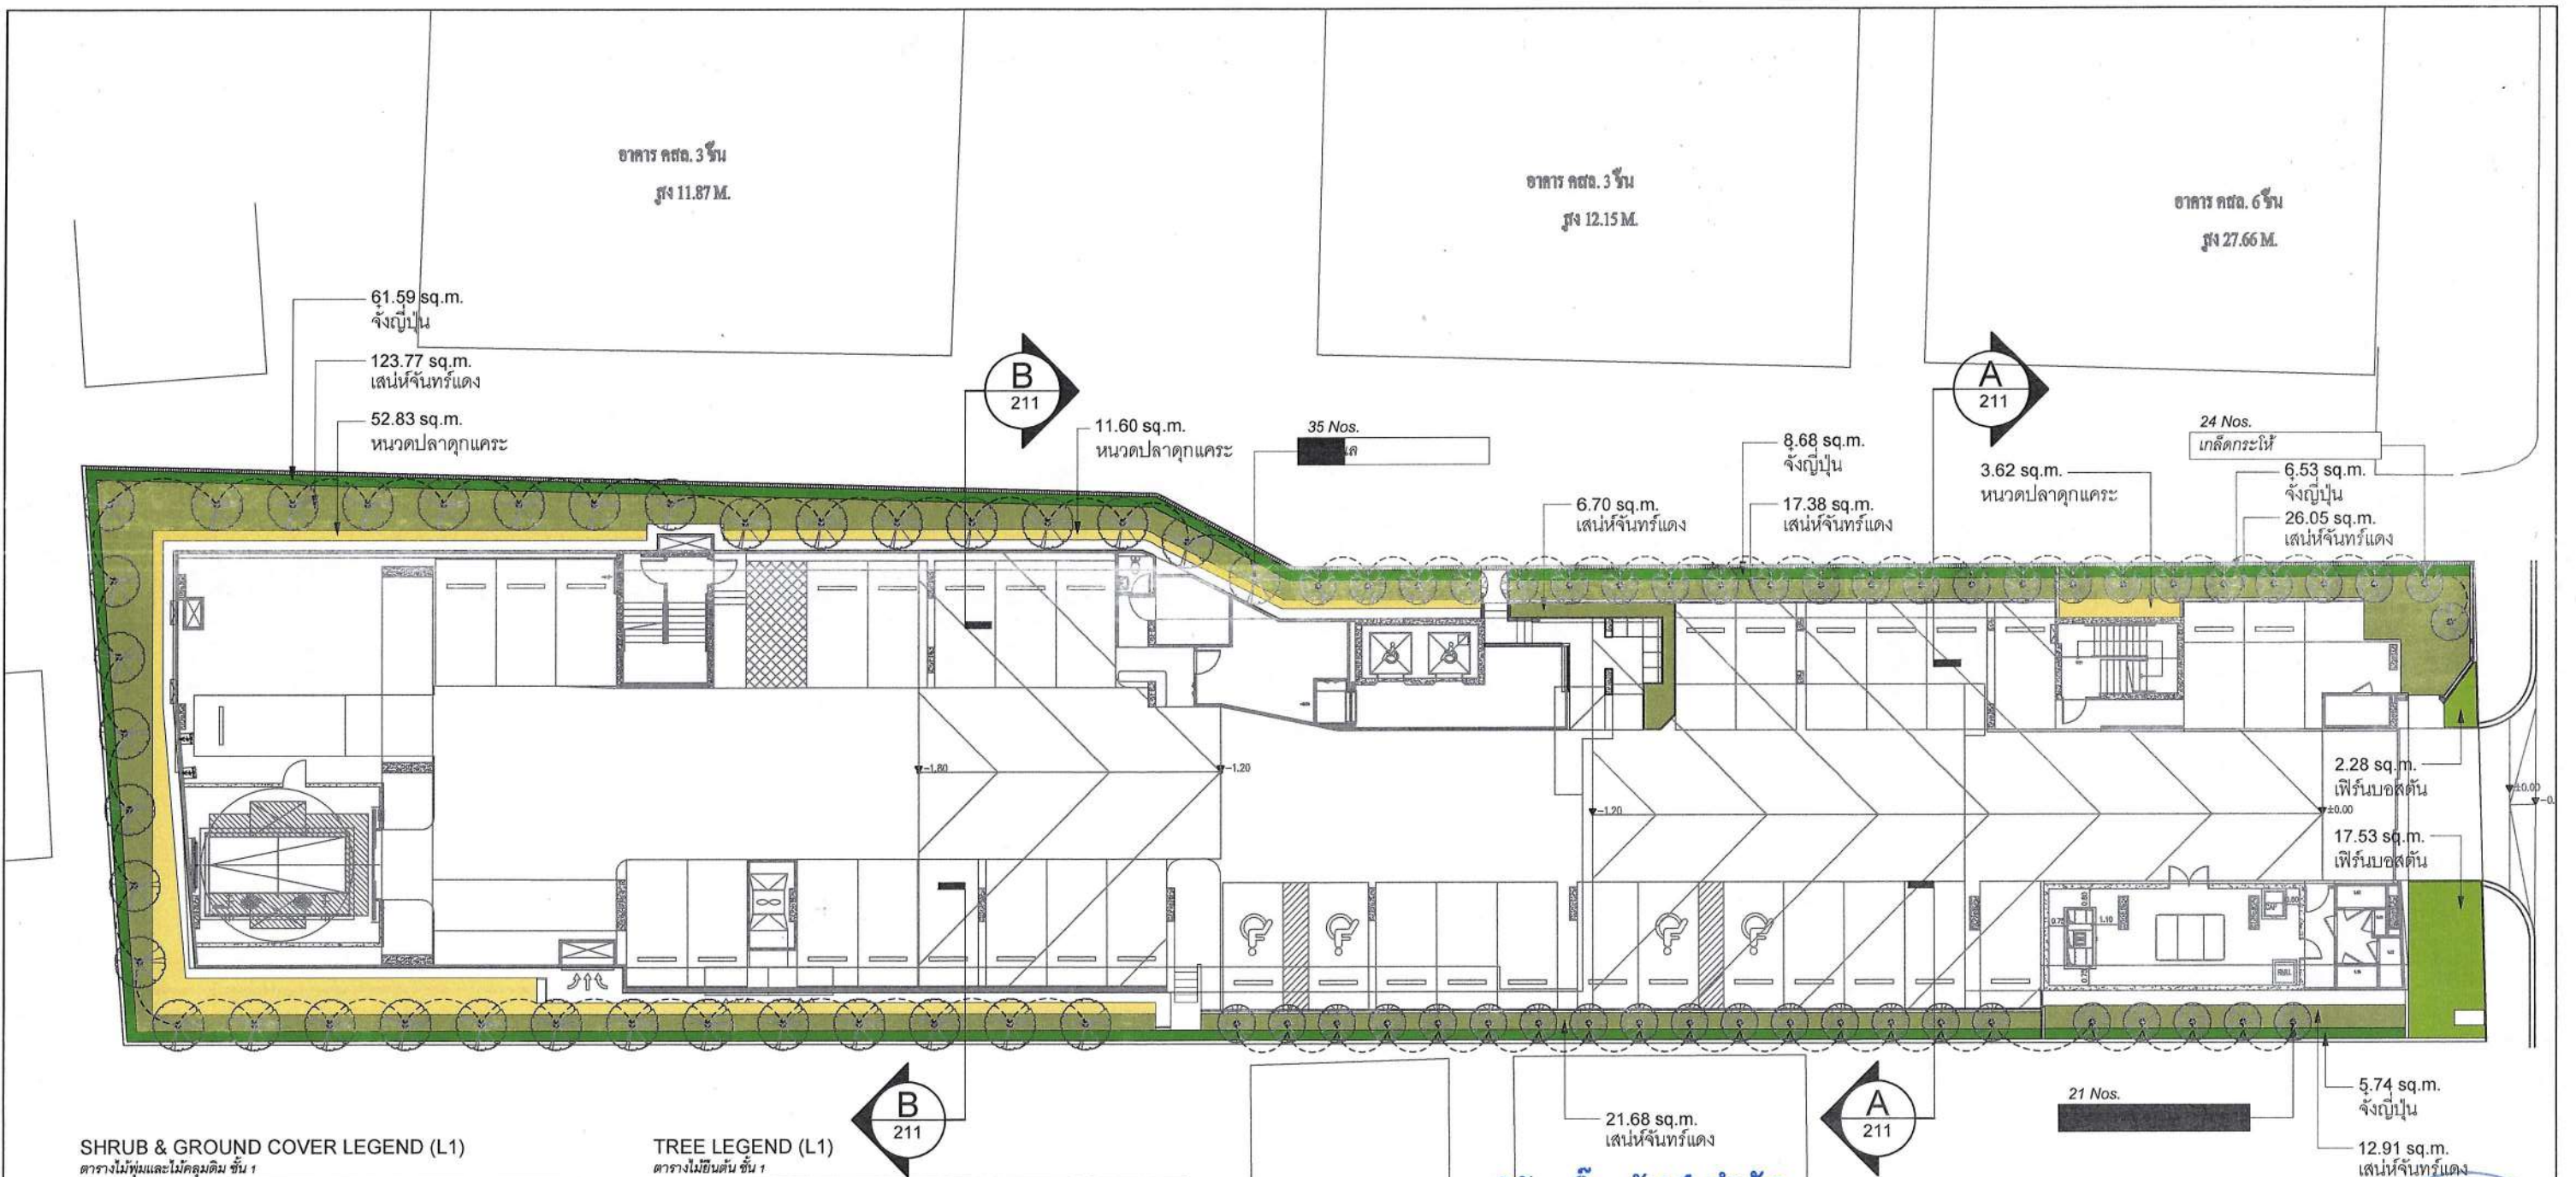 อาคาร คสล. 3 ชั้น
สูง 11.87 M.
อาคาร คสล. 3 ชั้น
สูง 12.15 M.
อาคาร คสล. 6 ชั้น
สูง 27.66 M.
61.59 sq.m.
จั๋งญี่ปุ่น
123.77 sq.m.
เสน่ห์จันทร์แดง
52.83 sq.m.
หนวดปลาดุกแคระ
B
211
11.60 sq.m.
หนวดปลาดุกแคระ
35 Nos.
6.70 sq.m.
เสน่ห์จันทร์แดง
8.68 sq.m.
จั๋งญี่ปุ่น
17.38 sq.m.
เสน่ห์จันทร์แดง
A
211
3.62 sq.m.
หนวดปลาดุกแคระ
24 Nos.
เกล็ดกระโห้
6.53 sq.m.
จั๋งญี่ปุ่น
26.05 sq.m.
เสน่ห์จันทร์แดง
-1.80
-1.20
-1.20
±0.00
±0.00
2.28 sq.m.
เฟิร์นบอสตัน
17.53 sq.m.
เฟิร์นบอสตัน
0.75
0.80
1.10
0.75
0.80
B
211
21.68 sq.m.
เสน่ห์จันทร์แดง
A
211
21 Nos.
5.74 sq.m.
จั๋งญี่ปุ่น
12.91 sq.m.
เสน่ห์จันทร์แดง
SHRUB & GROUND COVER LEGEND (L1)
ตารางไม้พุ่มและไม้คลุมดิน ชั้น 1
TREE LEGEND (L1)
ตารางไม้ยืนต้น ชั้น 1